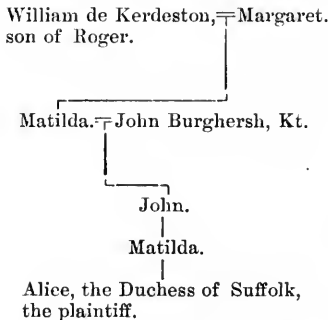 William de Kerdeston,╤Margaret.
son of Roger.
Matilda.╤John Burghersh, Kt.
John.
Matilda.
Alice, the Duchess of Suffolk,
the plaintiff.